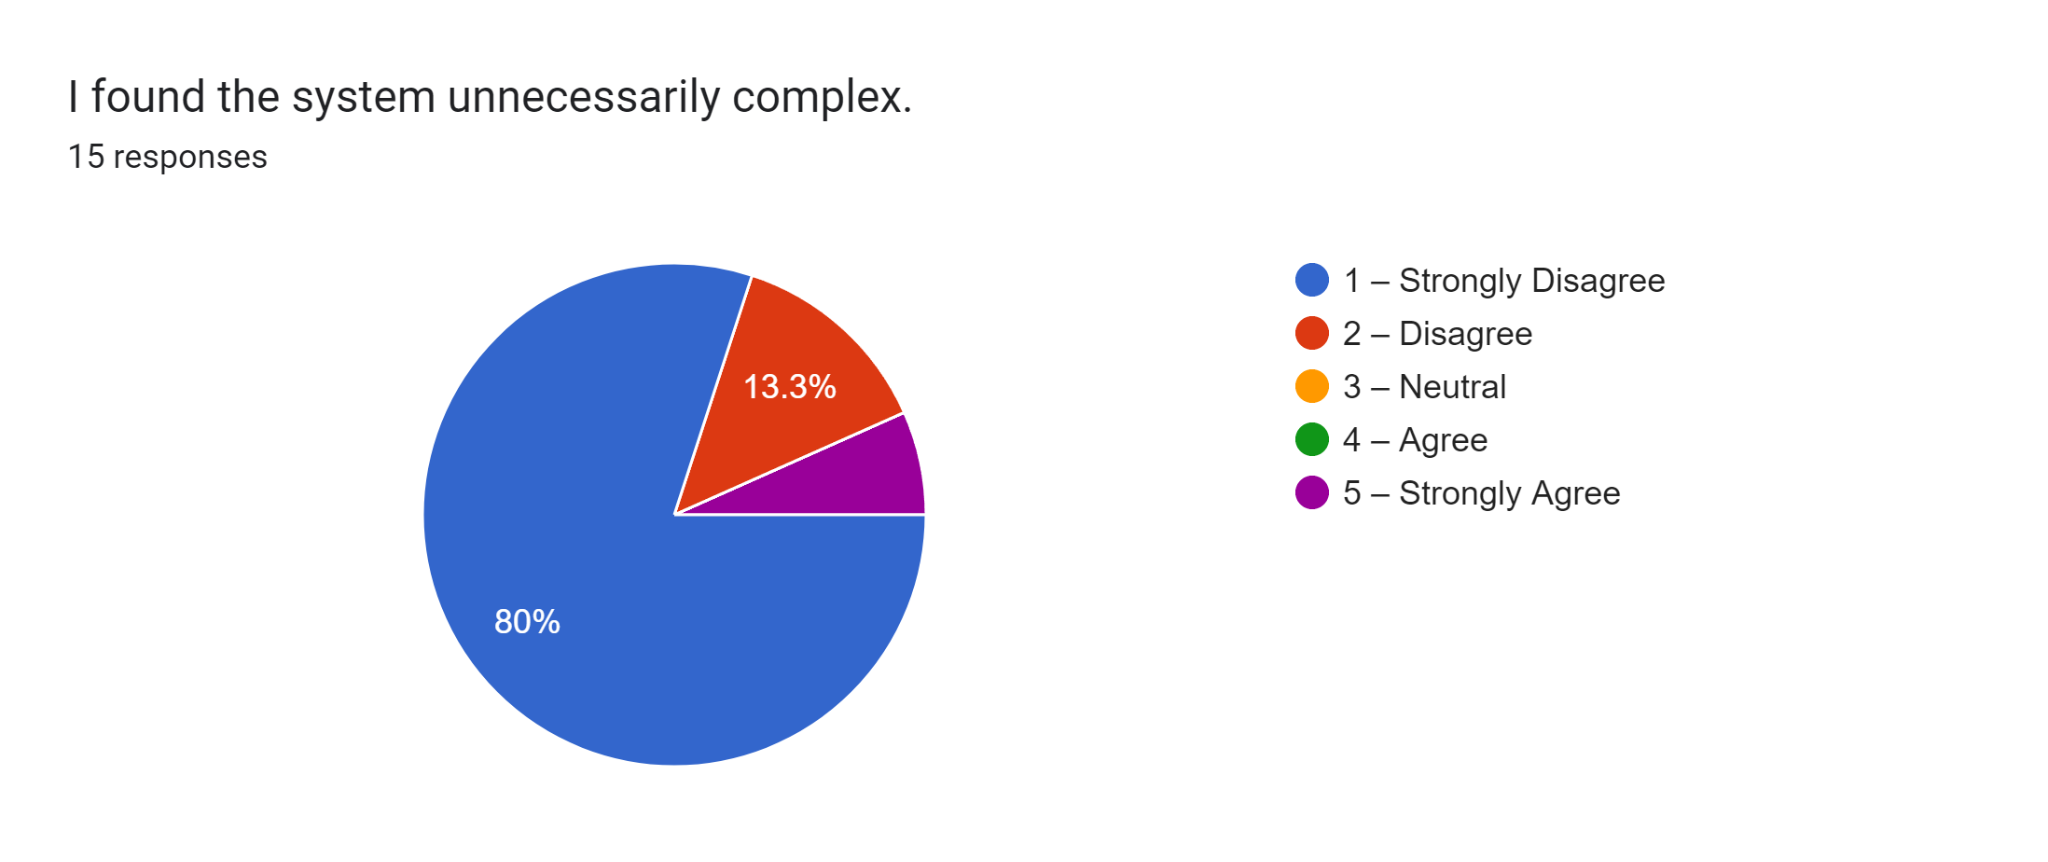 I found the system unnecessarily complex.
15 responses
13.3%
80%
1 – Strongly Disagree
2 – Disagree
3 – Neutral
4 – Agree
5 – Strongly Agree